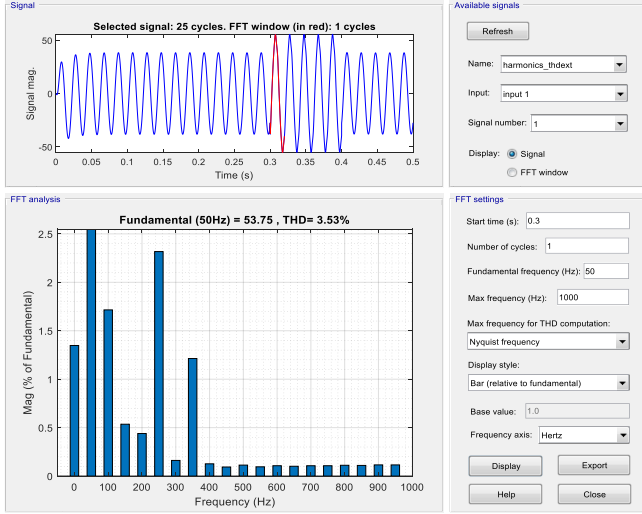 Signal
Selected signal: 25 cycles. FFT window (in red): 1 cycles
Signal mag.
50
0
-50
0 0.05 0.1 0.15 0.2 0.25 0.3 0.35 0.4 0.45 0.5
Time (s)
FFT analysis
Fundamental (50Hz) = 53.75 , THD= 3.53%
Mag (% of Fundamental)
2.5
2
1.5
1
0.5
0
0 100 200 300 400 500 600 700 800 900 1000
Frequency (Hz)
Available signals
Refresh
Name: harmonics_thdext
Input: input 1
Signal number: 1
Display: Signal
FFT window
FFT settings
Start time (s): 0.3
Number of cycles: 1
Fundamental frequency (Hz): 50
Max frequency (Hz): 1000
Max frequency for THD computation:
Nyquist frequency
Display style:
Bar (relative to fundamental)
Base value: 1.0
Frequency axis: Hertz
Display Export
Help Close